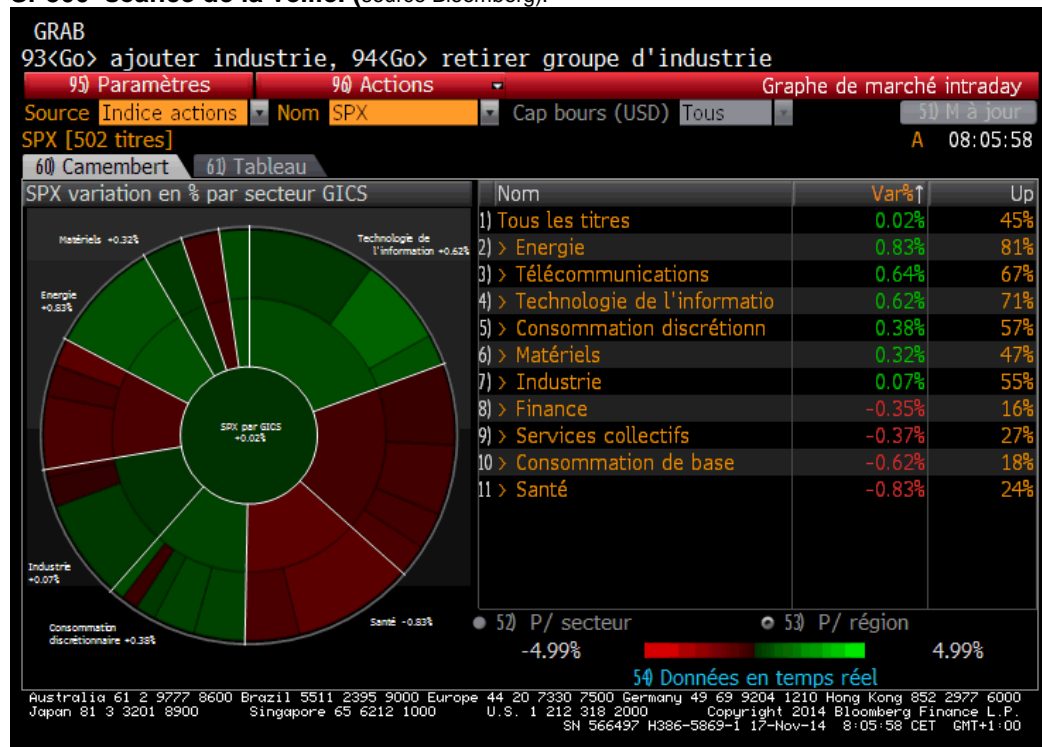 SP500 Séance de la veille. (source Bloomberg).
GRAB
93<Go> ajouter industrie, 94<Go> retirer groupe d'industrie
95) Paramètres 96) Actions Graphe de marché intraday
Source Indice actions Nom SPX Cap bours (USD) Tous 51) M à jour
SPX [502 titres] A 08:05:58
60) Camembert 61) Tableau
SPX variation en % par secteur GICS
Nom Var%↑ Up
1) Tous les titres 0.02% 45%
2) > Energie 0.83% 81%
3) > Télécommunications 0.64% 67%
4) > Technologie de l'informatio 0.62% 71%
5) > Consommation discrétionn 0.38% 57%
6) > Matériels 0.32% 47%
7) > Industrie 0.07% 55%
8) > Finance -0.35% 16%
9) > Services collectifs -0.37% 27%
10 > Consommation de base -0.62% 18%
11 > Santé -0.83% 24%
Matériels +0.32%
Technologie de
l'information +0.62%
Energie
+0.83%
SPX par GICS
+0.02%
Industrie
+0.07%
Consommation
discrétionnaire +0.38%
Santé -0.83%
52) P/ secteur 53) P/ région
-4.99% 4.99%
54) Données en temps réel
Australia 61 2 9777 8600 Brazil 5511 2395 9000 Europe 44 20 7330 7500 Germany 49 69 9204 1210 Hong Kong 852 2977 6000
Japan 81 3 3201 8900 Singapore 65 6212 1000 U.S. 1 212 318 2000 Copyright 2014 Bloomberg Finance L.P.
SN 566497 H386-5869-1 17-Nov-14 8:05:58 CET GMT+1:00